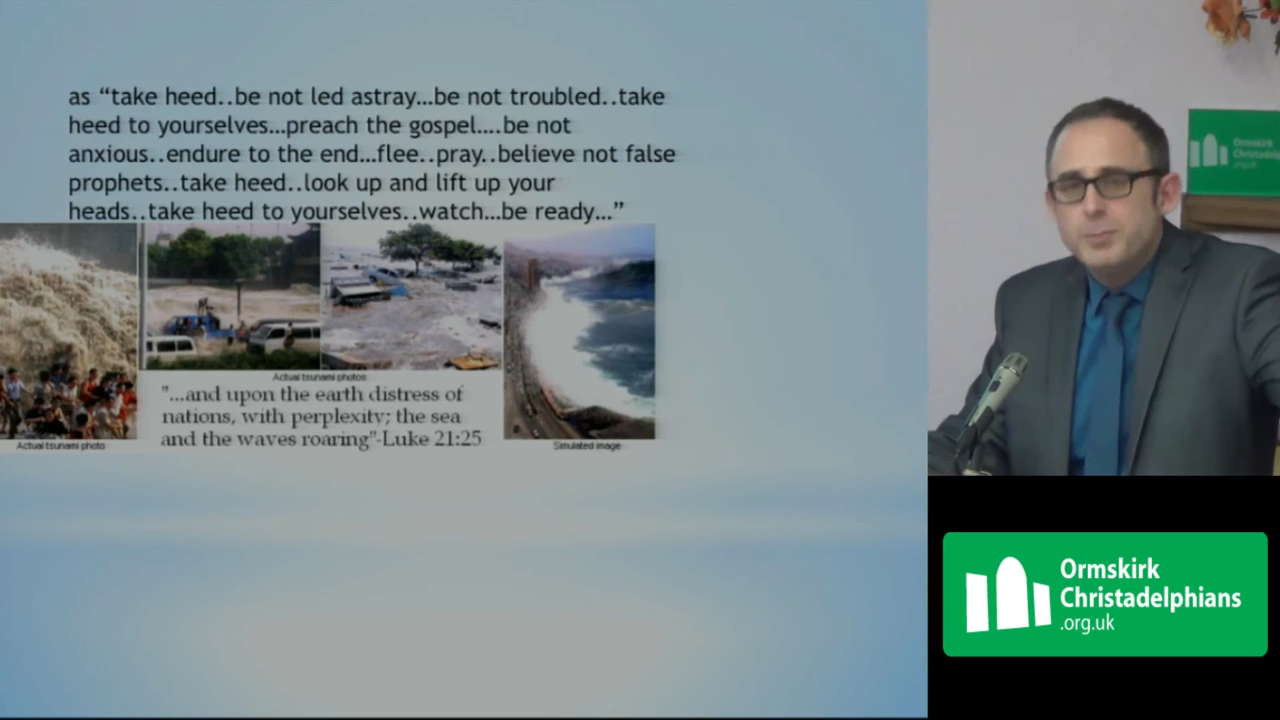 as “take heed..be not led astray...be not troubled..take
heed to yourselves...preach the gospel....be not
anxious..endure to the end...flee..pray..believe not false
prophets..take heed..look up and lift up your
heads..take heed to yourselves..watch...be ready...”
Actual tsunami photos
"...and upon the earth distress of
nations, with perplexity; the sea
and the waves roaring"-Luke 21:25
Actual tsunami photo
Simulated image
Ormskirk
Christadelp
.org.uk
Ormskirk
Christadelphians
.org.uk